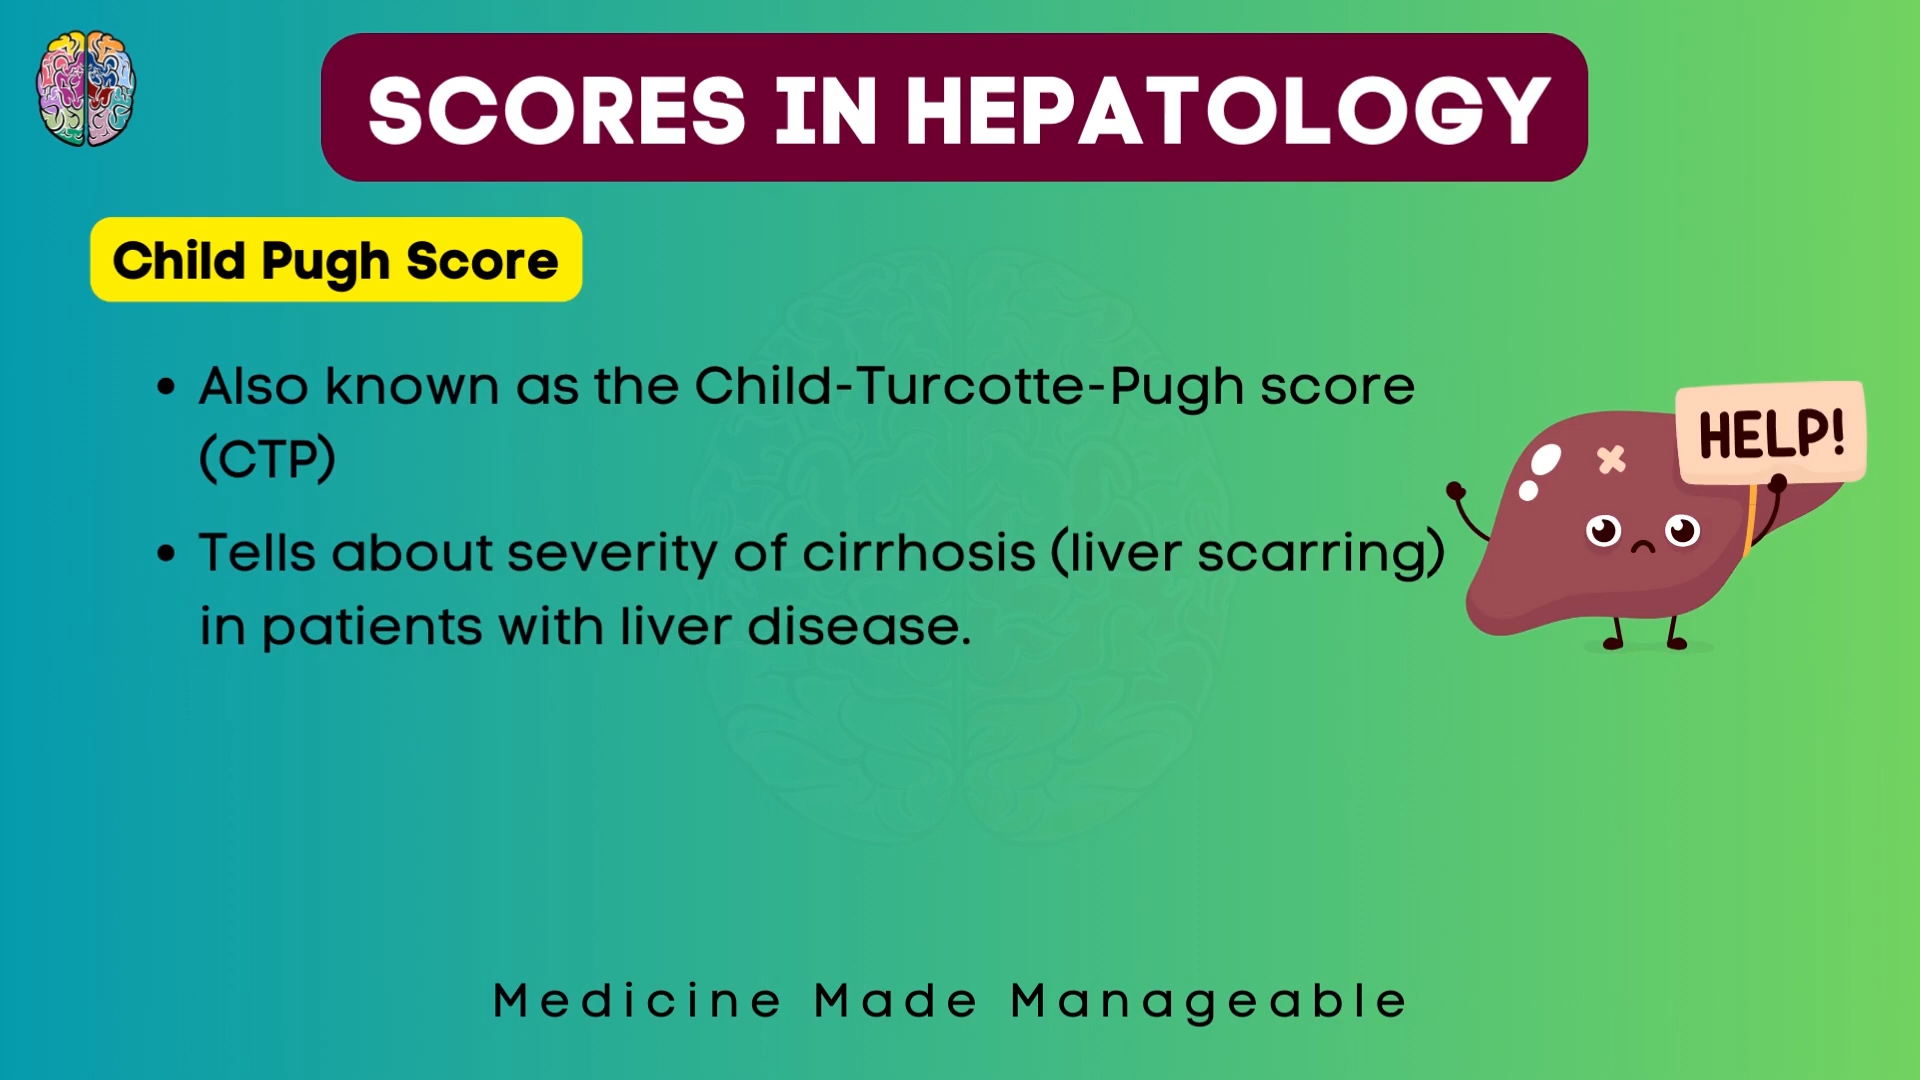 SCORES IN HEPATOLOGY
Child Pugh Score
• Also known as the Child-Turcotte-Pugh score
(CTP)
• Tells about severity of cirrhosis (liver scarring)
in patients with liver disease.
HELP!
Medicine Made Manageable